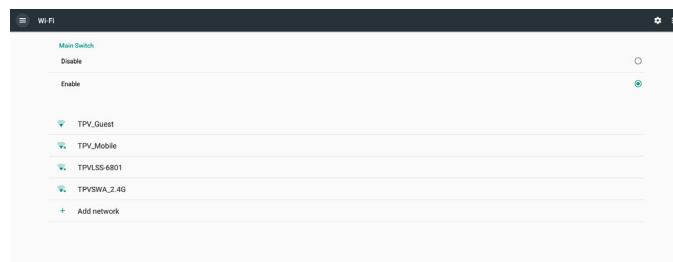 Wi-Fi
Main Switch
Disable
Enable
TPV_Guest
TPV_Mobile
TPVLSS-6801
TPVSWA_2.4G
Add network